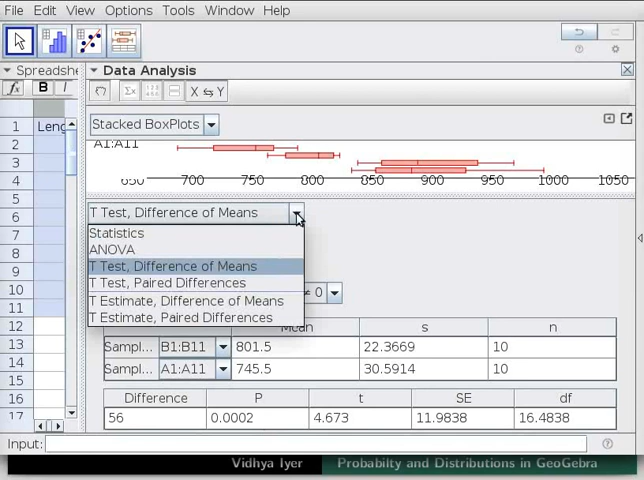 File Edit View Options Tools Window Help
Spreadshe
Data Analysis
fx B I
Σx 123 X ⇆ Y
1 Leng
Stacked BoxPlots
A1:A11
650 700 750 800 850 900 950 1000 1050
2
3
4
5
6
7
8
9
10
11
12
13
14
15
16
17
T Test, Difference of Means
Statistics
ANOVA
T Test, Difference of Means
T Test, Paired Differences
T Estimate, Difference of Means
T Estimate, Paired Differences
≠ 0
Mean s n
Sampl... B1:B11 801.5 22.3669 10
Sampl... A1:A11 745.5 30.5914 10
Difference P t SE df
56 0.0002 4.673 11.9838 16.4838
Input:
Vidhya Iyer Probabilty and Distributions in GeoGebra